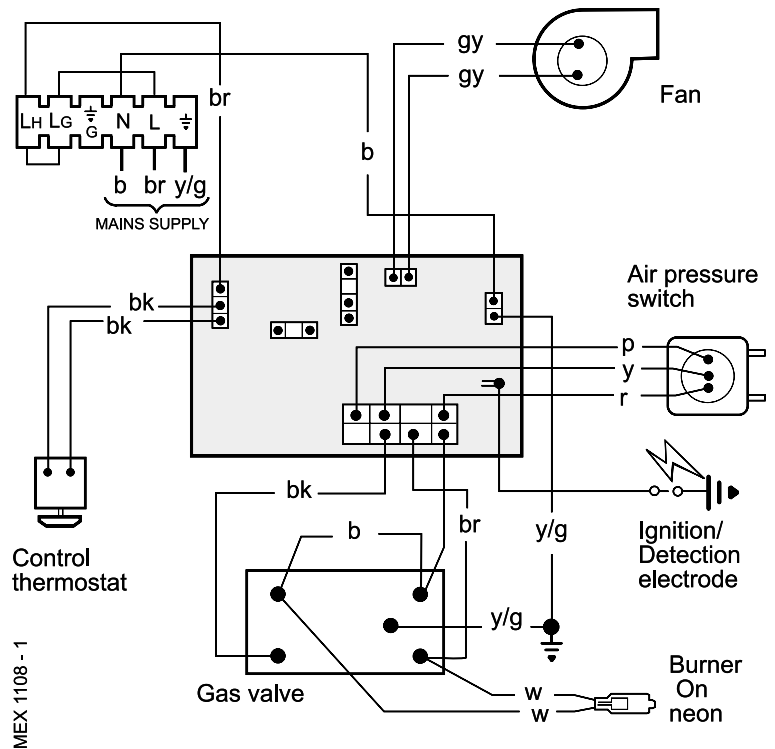 gy
gy
Fan
br
LH LG G N L
b
b br y/g
MAINS SUPPLY
Air pressure
switch
bk
bk
p
y
r
bk
br
y/g
Ignition/
Detection
electrode
b
Control
thermostat
y/g
Gas valve
Burner
On
neon
w
w
MEX 1108 - 1